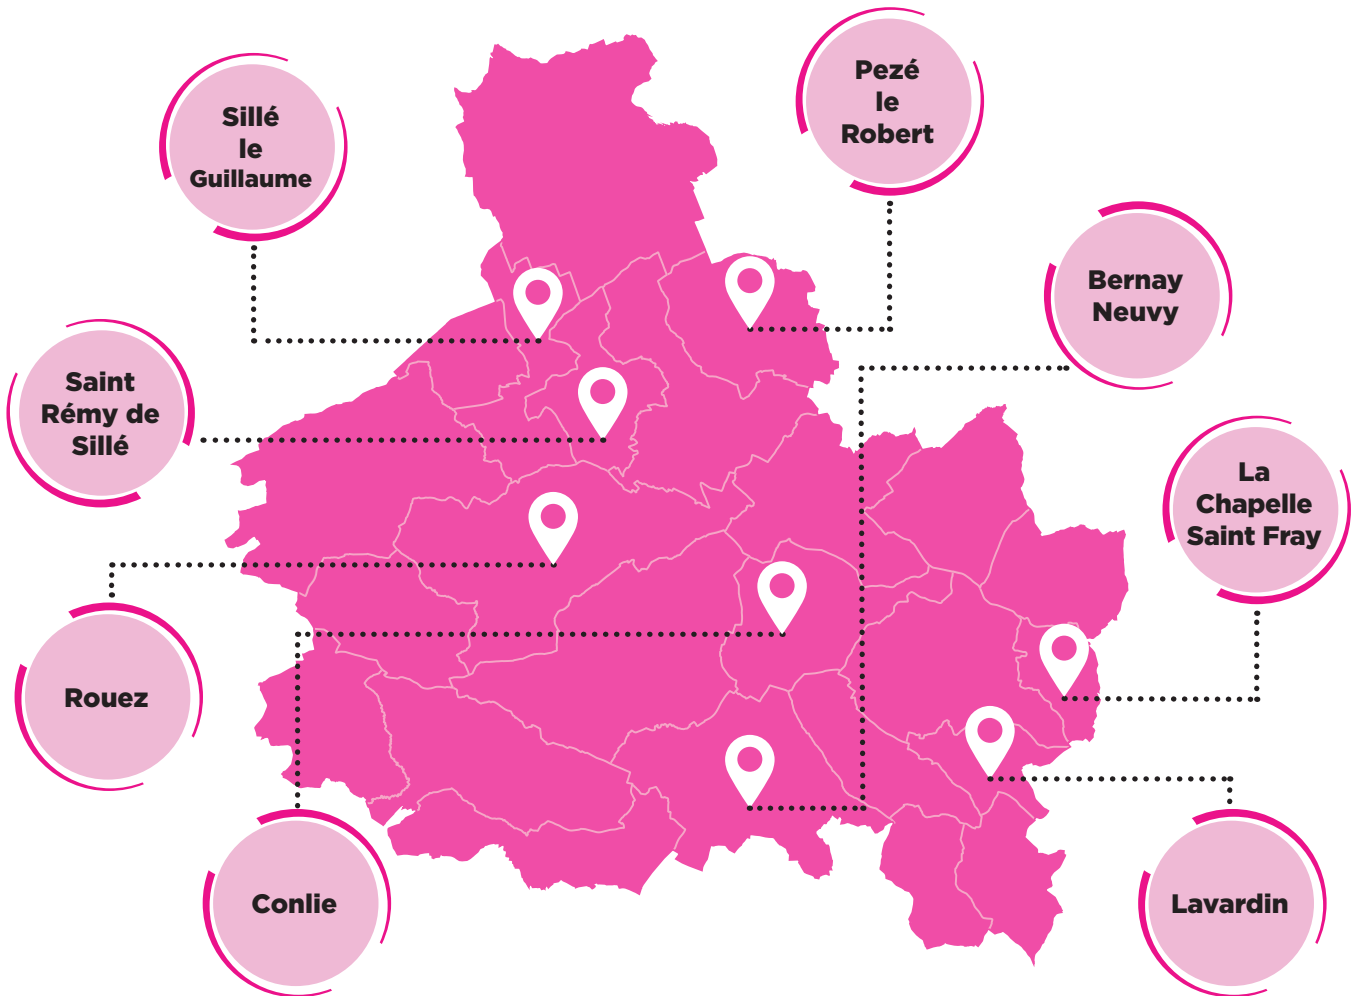 Sillé
le
Guillaume
Pezé
le
Robert
Bernay
Neuvy
Saint
Rémy de
Sillé
La
Chapelle
Saint Fray
Rouez
Conlie
Lavardin